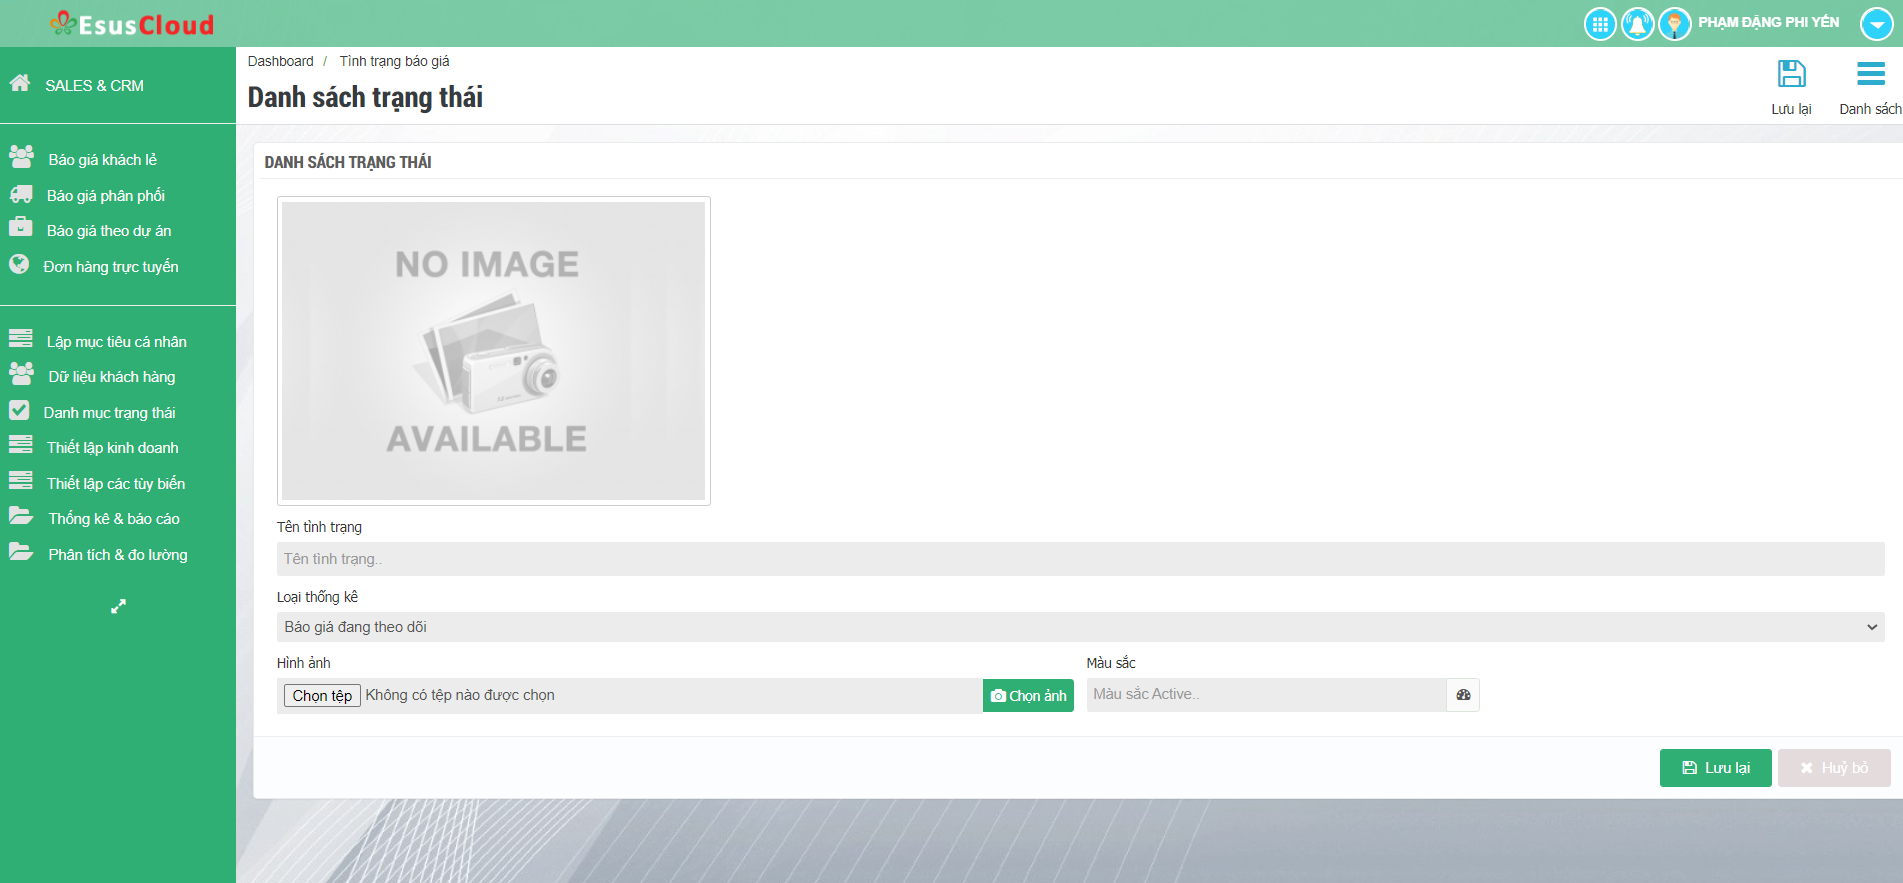 EsusCloud
PHẠM ĐẶNG PHI YẾN
SALES & CRM
Báo giá khách lẻ
Báo giá phân phối
Báo giá theo dự án
Đơn hàng trực tuyến
Lập mục tiêu cá nhân
Dữ liệu khách hàng
Danh mục trạng thái
Thiết lập kinh doanh
Thiết lập các tùy biến
Thống kê & báo cáo
Phân tích & đo lường
Dashboard / Tình trạng báo giá
Danh sách trạng thái
Lưu lại
Danh sách
DANH SÁCH TRẠNG THÁI
NO IMAGE
AVAILABLE
Tên tình trạng
Tên tình trạng..
Loại thống kê
Báo giá đang theo dõi
Hình ảnh
Màu sắc
Chọn tệp Không có tệp nào được chọn
Chọn ảnh
Màu sắc Active..
Lưu lại
Huỷ bỏ